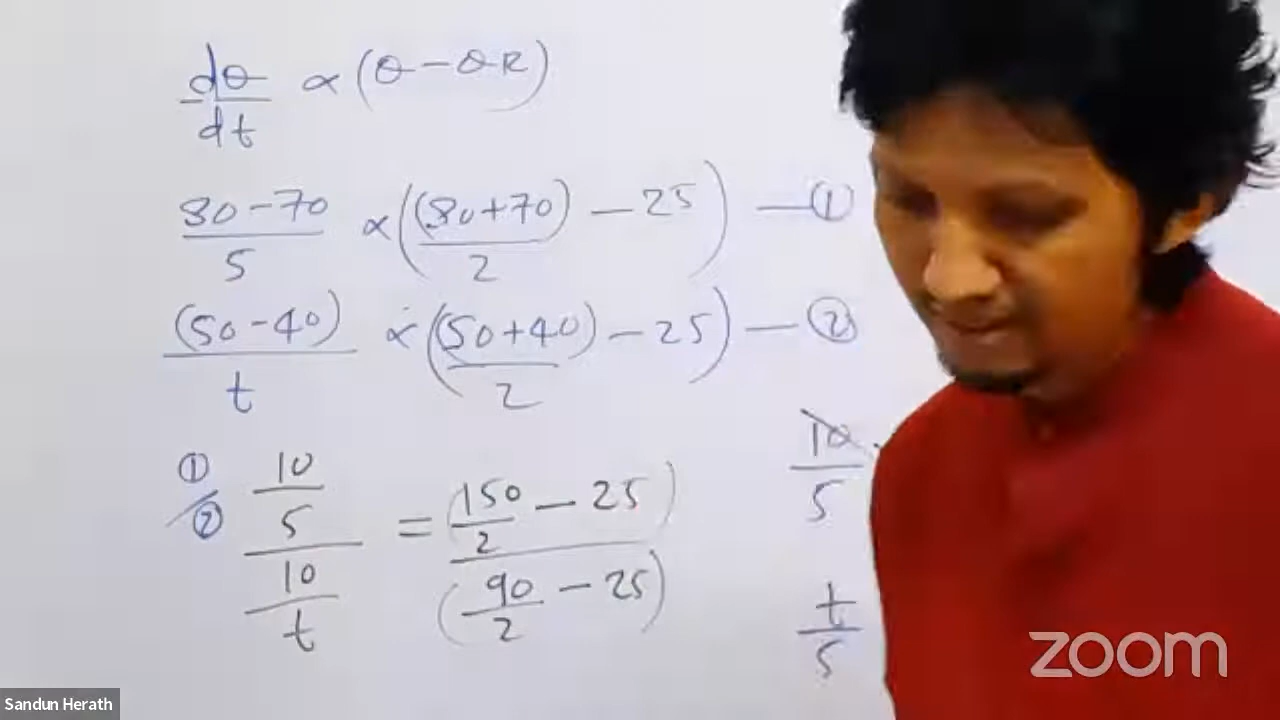 dθ/dt ∝ (θ - θR)
80-70/5 ∝ ((80+70)/2 - 25) — ①
(50-40)/t ∝ ((50+40)/2 - 25) — ②
①/② 10/5 / 10/t = (150/2 - 25) / (90/2 - 25)
10/5
t/5
zoom
Sandun Herath